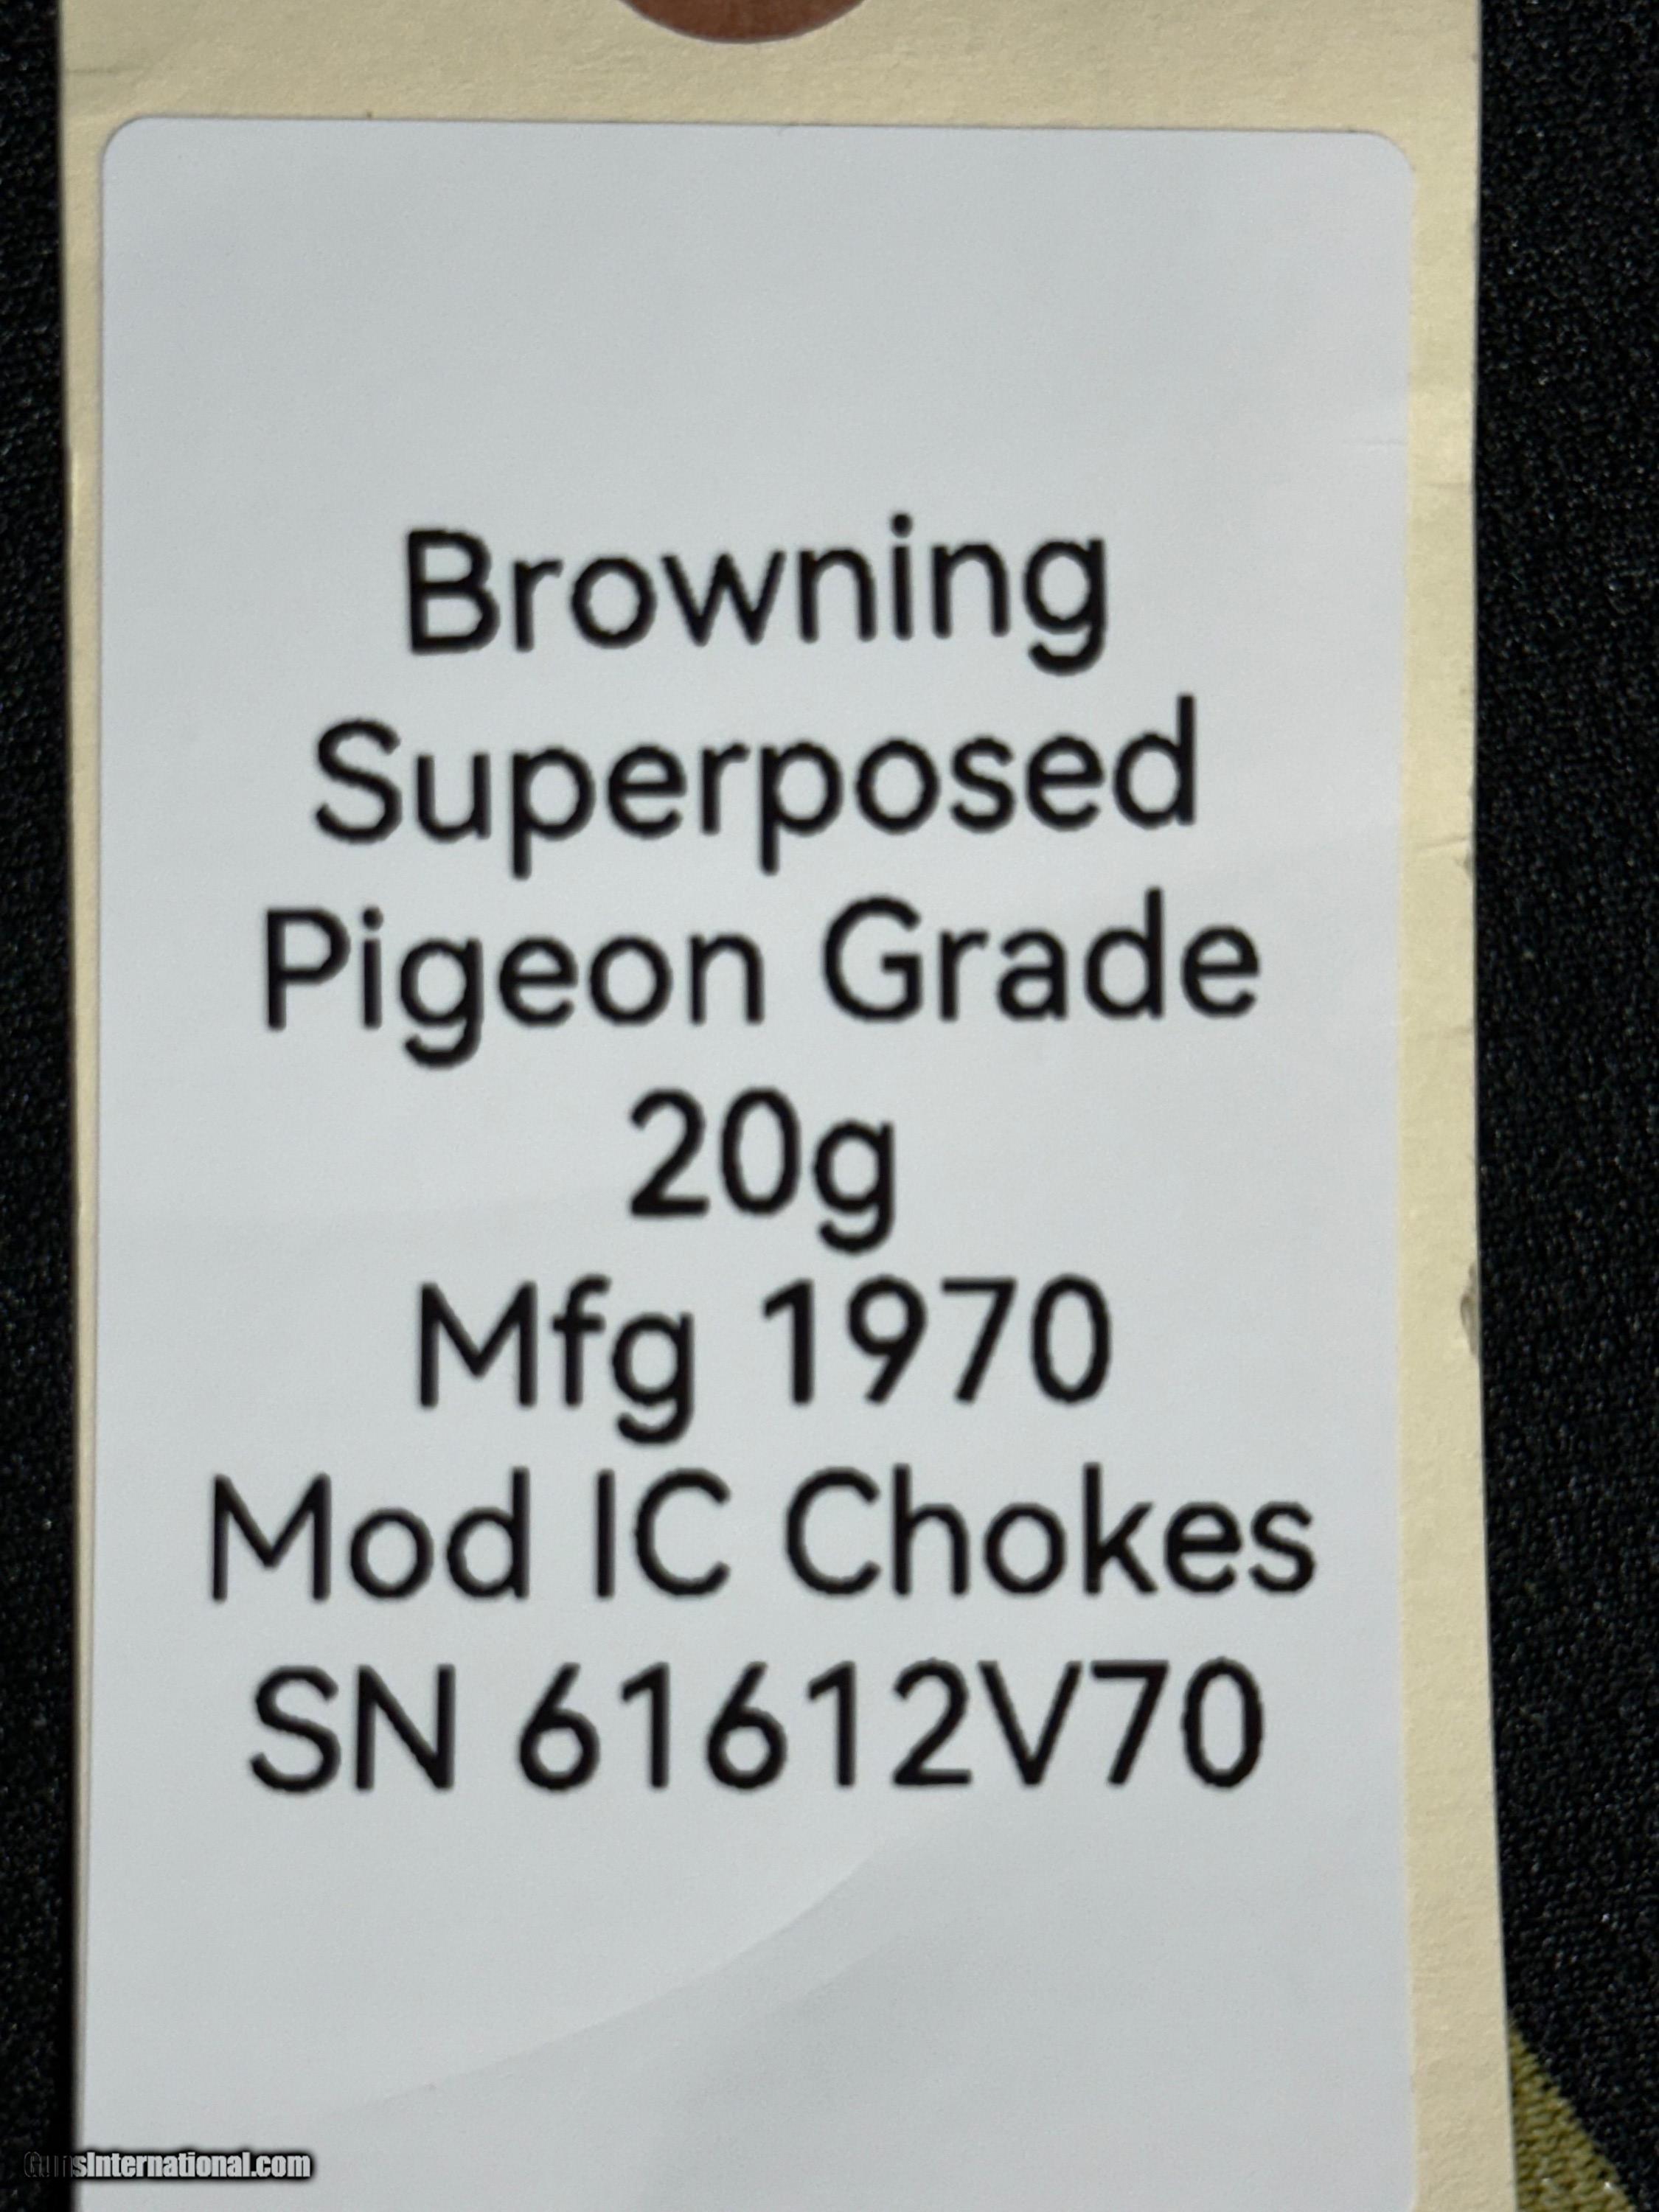 Browning
Superposed
Pigeon Grade
20g
Mfg 1970
Mod IC Chokes
SN 61612V70
GunsInternational.com